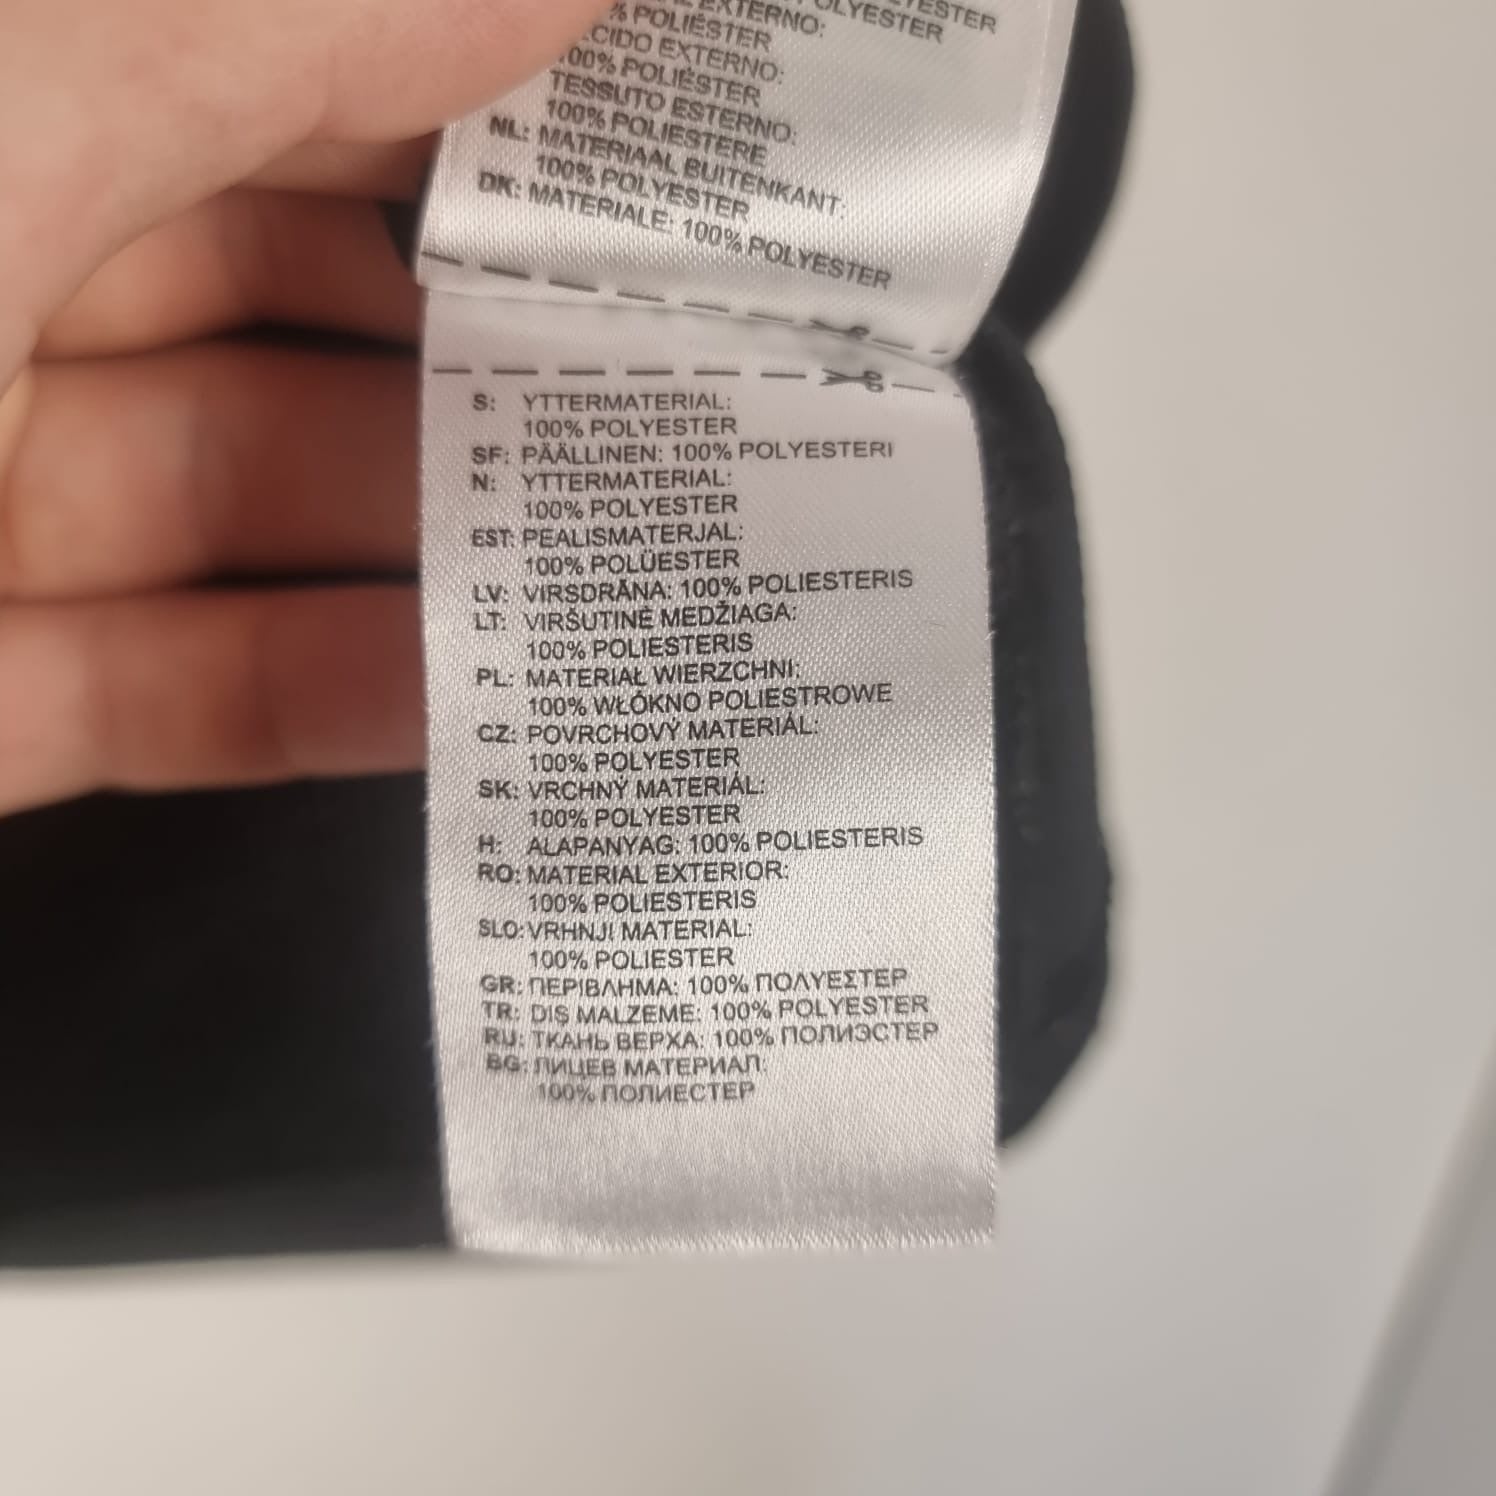 POLYESTER
EXTERNO:
% POLIÉSTER
EXTERNO:
100% POLIÉSTER
TESSUTO ESTERNO:
100% POLIESTERE
NL: MATERIAAL BUITENKANT:
100% POLYESTER
DK: MATERIALE: 100% POLYESTER
S: YTTERMATERIAL:
100% POLYESTER
SF: PÄÄLLINEN: 100% POLYESTERI
N: YTTERMATERIAL:
100% POLYESTER
EST: PEALISMATERJAL:
100% POLÜESTER
LV: VIRSDRĀNA: 100% POLIESTERIS
LT: VIRŠUTINĖ MEDŽIAGA:
100% POLIESTERIS
PL: MATERIAŁ WIERZCHNI:
100% WŁÓKNO POLIESTROWE
CZ: POVRCHOVÝ MATERIÁL:
100% POLYESTER
SK: VRCHNÝ MATERIÁL:
100% POLYESTER
H: ALAPANYAG: 100% POLIESTERIS
RO: MATERIAL EXTERIOR:
100% POLIESTERIS
SLO: VRHNJI MATERIAL:
100% POLIESTER
GR: ΠΕΡΙΒΛΗΜΑ: 100% ΠΟΛΥΕΣΤΕΡ
TR: DIŞ MALZEME: 100% POLYESTER
RU: ТКАНЬ ВЕРХА: 100% ПОЛИЭСТЕР
BG: ЛИЦЕВ МАТЕРИАЛ:
100% ПОЛИЕСТЕР